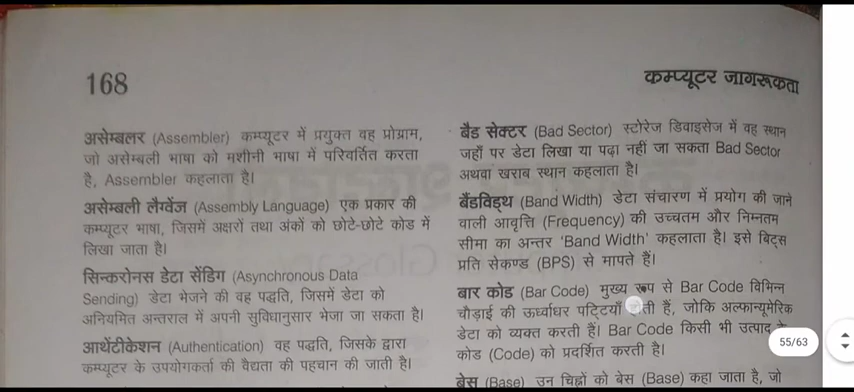 168
कम्प्यूटर जागरूकता
असेम्बलर (Assembler) कम्प्यूटर में प्रयुक्त वह प्रोग्राम,
जो असेम्बली भाषा को मशीनी भाषा में परिवर्तित करता
है, Assembler कहलाता है।
असेम्बली लैंग्वेज (Assembly Language) एक प्रकार की
कम्प्यूटर भाषा, जिसमें अक्षरों तथा अंकों को छोटे-छोटे कोड में
लिखा जाता है।
सिन्करोनस डेटा सेंडिग (Asynchronous Data
Sending) डेटा भेजने की वह पद्धति, जिसमें डेटा को
अनियमित अन्तराल में अपनी सुविधानुसार भेजा जा सकता है।
आथेंटीकेशन (Authentication) वह पद्धति, जिसके द्वारा
कम्प्यूटर के उपयोगकर्ता की वैद्यता की पहचान की जाती है।
बैड सेक्टर (Bad Sector) स्टोरेज डिवाइसेज में वह स्थान
जहाँ पर डेटा लिखा या पढ़ा नहीं जा सकता Bad Sector
अथवा खराब स्थान कहलाता है।
बैंडविड्थ (Band Width) डेटा संचारण में प्रयोग की जाने
वाली आवृत्ति (Frequency) की उच्चतम और निम्नतम
सीमा का अन्तर 'Band Width' कहलाता है। इसे बिट्स
प्रति सेकण्ड (BPS) से मापते हैं।
बार कोड (Bar Code) मुख्य रूप से Bar Code विभिन्न
चौड़ाई की ऊर्ध्वाधर पट्टियाँ होती हैं, जोकि अल्फान्यूमेरिक
डेटा को व्यक्त करती हैं। Bar Code किसी भी उत्पाद के
कोड (Code) को प्रदर्शित करती है।
बेस (Base) उन चिह्नों को बेस (Base) कहा जाता है, जो
55/63